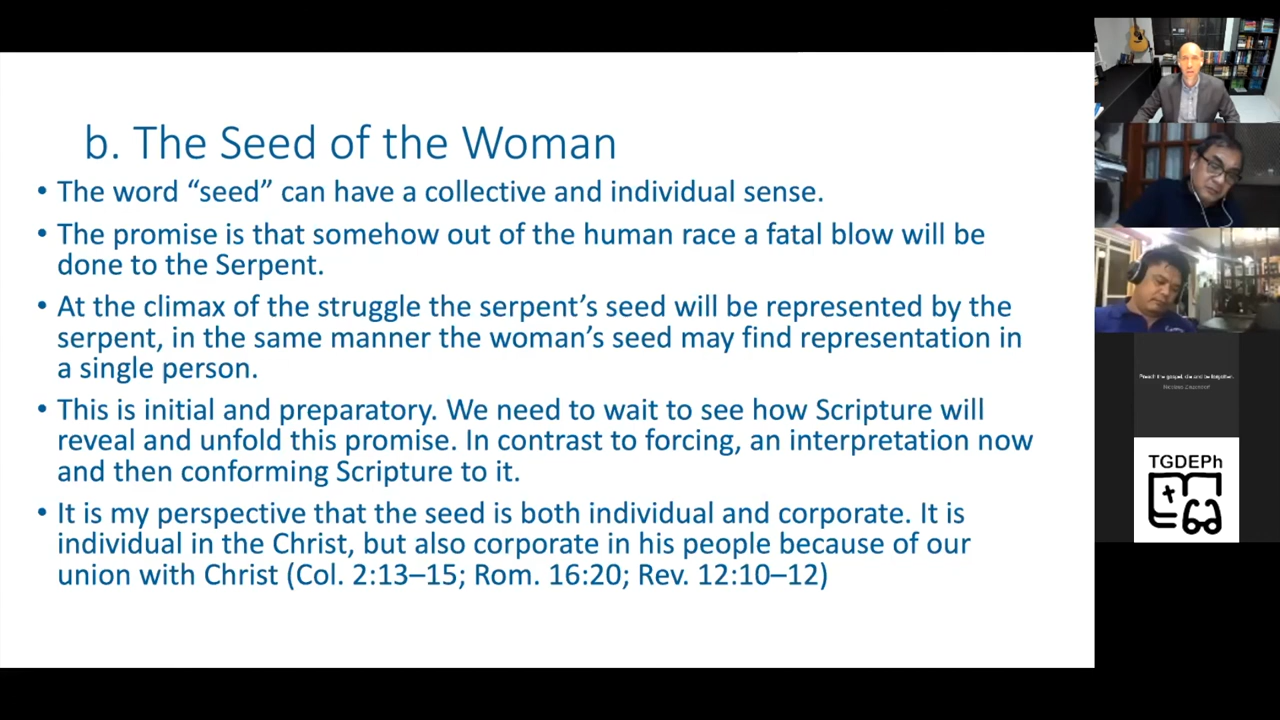 b. The Seed of the Woman
• The word “seed” can have a collective and individual sense.
• The promise is that somehow out of the human race a fatal blow will be
done to the Serpent.
• At the climax of the struggle the serpent’s seed will be represented by the
serpent, in the same manner the woman’s seed may find representation in
a single person.
• This is initial and preparatory. We need to wait to see how Scripture will
reveal and unfold this promise. In contrast to forcing, an interpretation now
and then conforming Scripture to it.
• It is my perspective that the seed is both individual and corporate. It is
individual in the Christ, but also corporate in his people because of our
union with Christ (Col. 2:13–15; Rom. 16:20; Rev. 12:10–12)
Preach the gospel, die and be forgotten.
TGDEPh